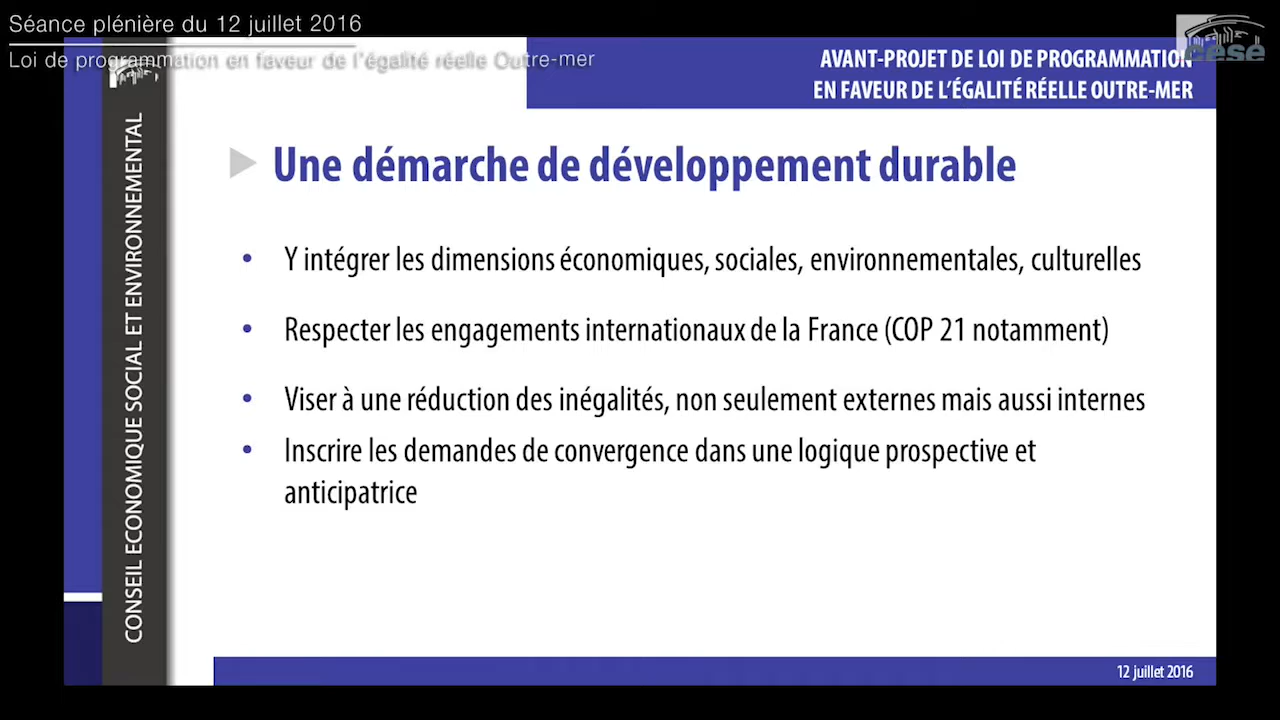 Séance plénière du 12 juillet 2016
Loi de programmation en faveur de l'égalité réelle Outre-mer
cese
AVANT-PROJET DE LOI DE PROGRAMMATION
EN FAVEUR DE L'ÉGALITÉ RÉELLE OUTRE-MER
CONSEIL ECONOMIQUE SOCIAL ET ENVIRONNEMENTAL
Une démarche de développement durable
• Y intégrer les dimensions économiques, sociales, environnementales, culturelles
• Respecter les engagements internationaux de la France (COP 21 notamment)
• Viser à une réduction des inégalités, non seulement externes mais aussi internes
• Inscrire les demandes de convergence dans une logique prospective et
anticipatrice
12 juillet 2016